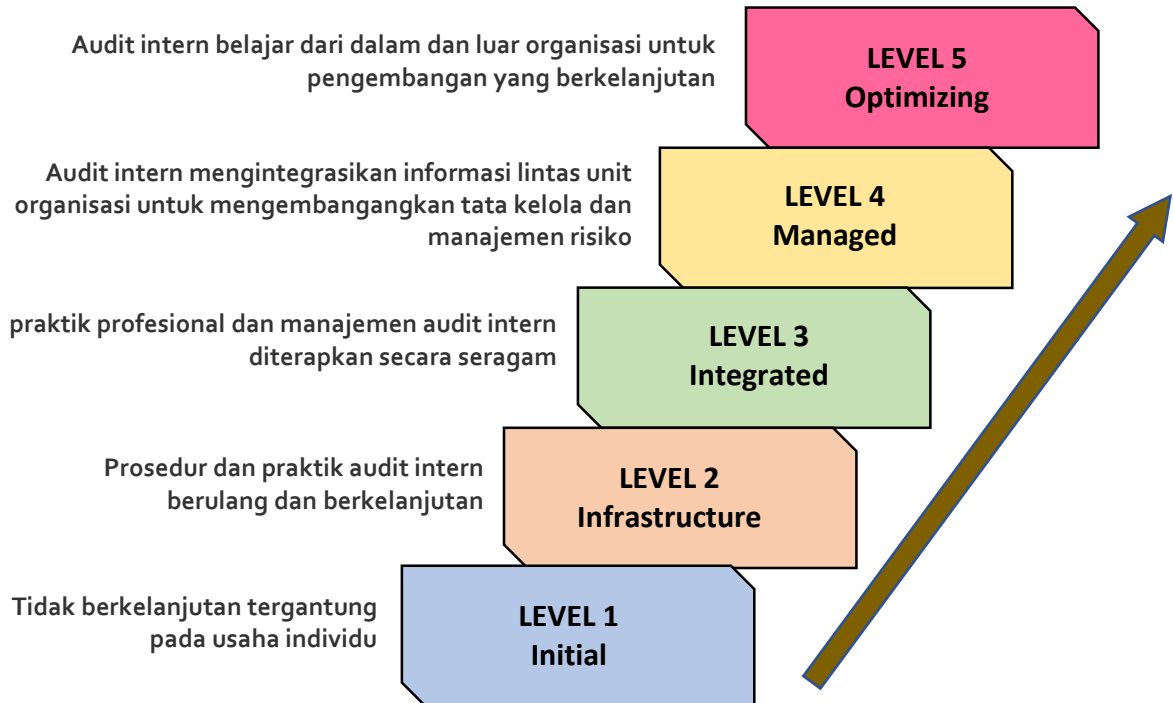 Audit intern belajar dari dalam dan luar organisasi untuk
pengembangan yang berkelanjutan
LEVEL 5
Optimizing
Audit intern mengintegrasikan informasi lintas unit
organisasi untuk mengembangangkan tata kelola dan
manajemen risiko
LEVEL 4
Managed
praktik profesional dan manajemen audit intern
diterapkan secara seragam
LEVEL 3
Integrated
Prosedur dan praktik audit intern
berulang dan berkelanjutan
LEVEL 2
Infrastructure
Tidak berkelanjutan tergantung
pada usaha individu
LEVEL 1
Initial